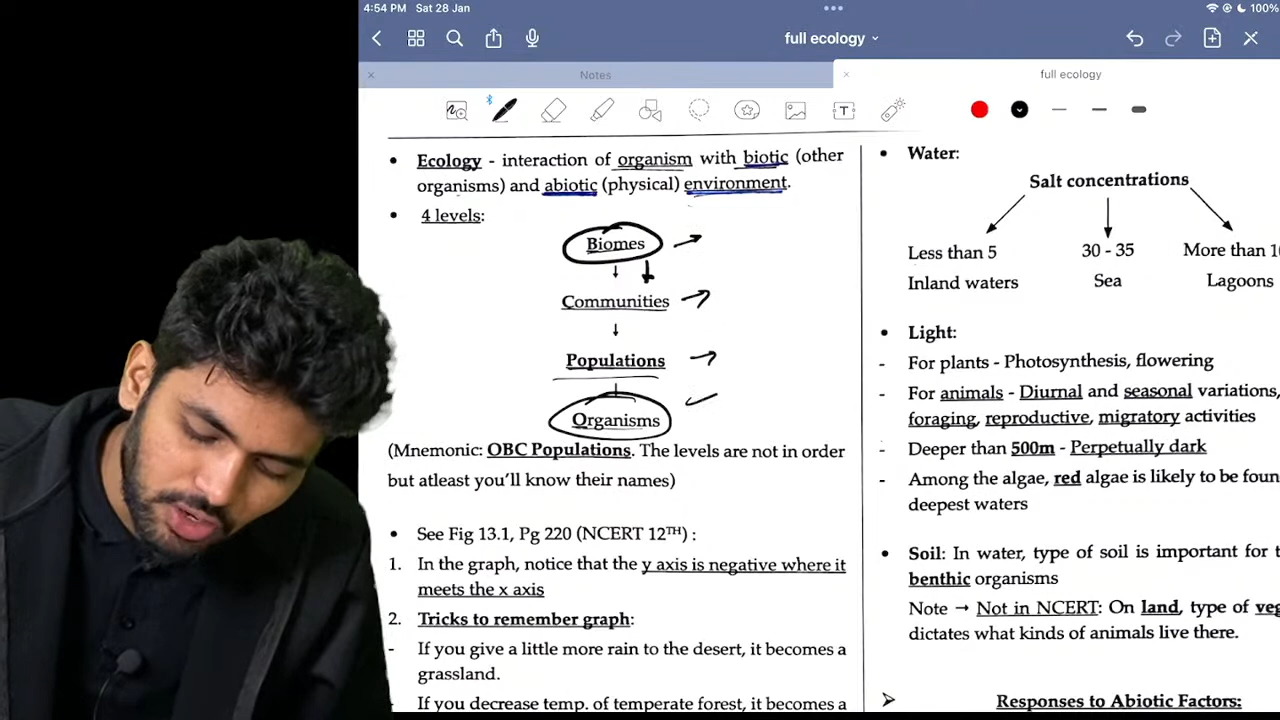 4:54 PM Sat 28 Jan
100%
full ecology
Notes
full ecology
• Ecology - interaction of organism with biotic (other
organisms) and abiotic (physical) environment.
• 4 levels:
Biomes
Communities
Populations
Organisms
(Mnemonic: OBC Populations. The levels are not in order
but atleast you'll know their names)
• See Fig 13.1, Pg 220 (NCERT 12TH) :
1. In the graph, notice that the y axis is negative where it
meets the x axis
2. Tricks to remember graph:
- If you give a little more rain to the desert, it becomes a
grassland.
- If you decrease temp. of temperate forest, it becomes a
• Water:
Salt concentrations
Less than 5 30 - 35 More than
Inland waters Sea Lagoons
• Light:
- For plants - Photosynthesis, flowering
- For animals - Diurnal and seasonal variations,
foraging, reproductive, migratory activities
- Deeper than 500m - Perpetually dark
- Among the algae, red algae is likely to be
deepest waters
• Soil: In water, type of soil is important for
benthic organisms
Note → Not in NCERT: On land, type of
dictates what kinds of animals live there.
Responses to Abiotic Factors: